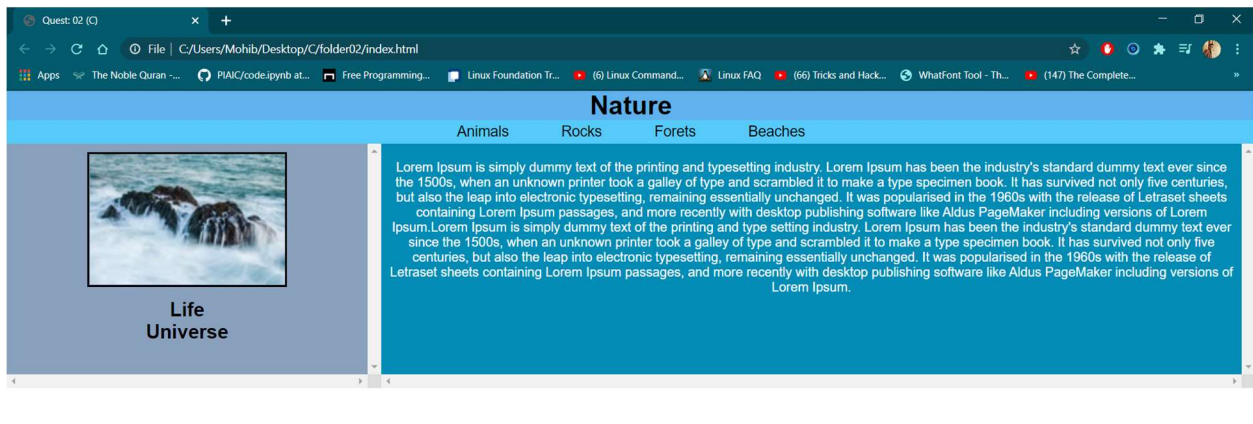 Quest: 02 (C)
File | C:/Users/Mohib/Desktop/C/folder02/index.html
Apps The Noble Quran -... PIAIC/code.ipynb at... Free Programming... Linux Foundation Tr... (6) Linux Command... Linux FAQ (66) Tricks and Hack... WhatFont Tool - Th... (147) The Complete... »
Nature
Animals Rocks Forets Beaches
Life
Universe
Lorem Ipsum is simply dummy text of the printing and typesetting industry. Lorem Ipsum has been the industry's standard dummy text ever since
the 1500s, when an unknown printer took a galley of type and scrambled it to make a type specimen book. It has survived not only five centuries,
but also the leap into electronic typesetting, remaining essentially unchanged. It was popularised in the 1960s with the release of Letraset sheets
containing Lorem Ipsum passages, and more recently with desktop publishing software like Aldus PageMaker including versions of Lorem
Ipsum.Lorem Ipsum is simply dummy text of the printing and type setting industry. Lorem Ipsum has been the industry's standard dummy text ever
since the 1500s, when an unknown printer took a galley of type and scrambled it to make a type specimen book. It has survived not only five
centuries, but also the leap into electronic typesetting, remaining essentially unchanged. It was popularised in the 1960s with the release of
Letraset sheets containing Lorem Ipsum passages, and more recently with desktop publishing software like Aldus PageMaker including versions of
Lorem Ipsum.